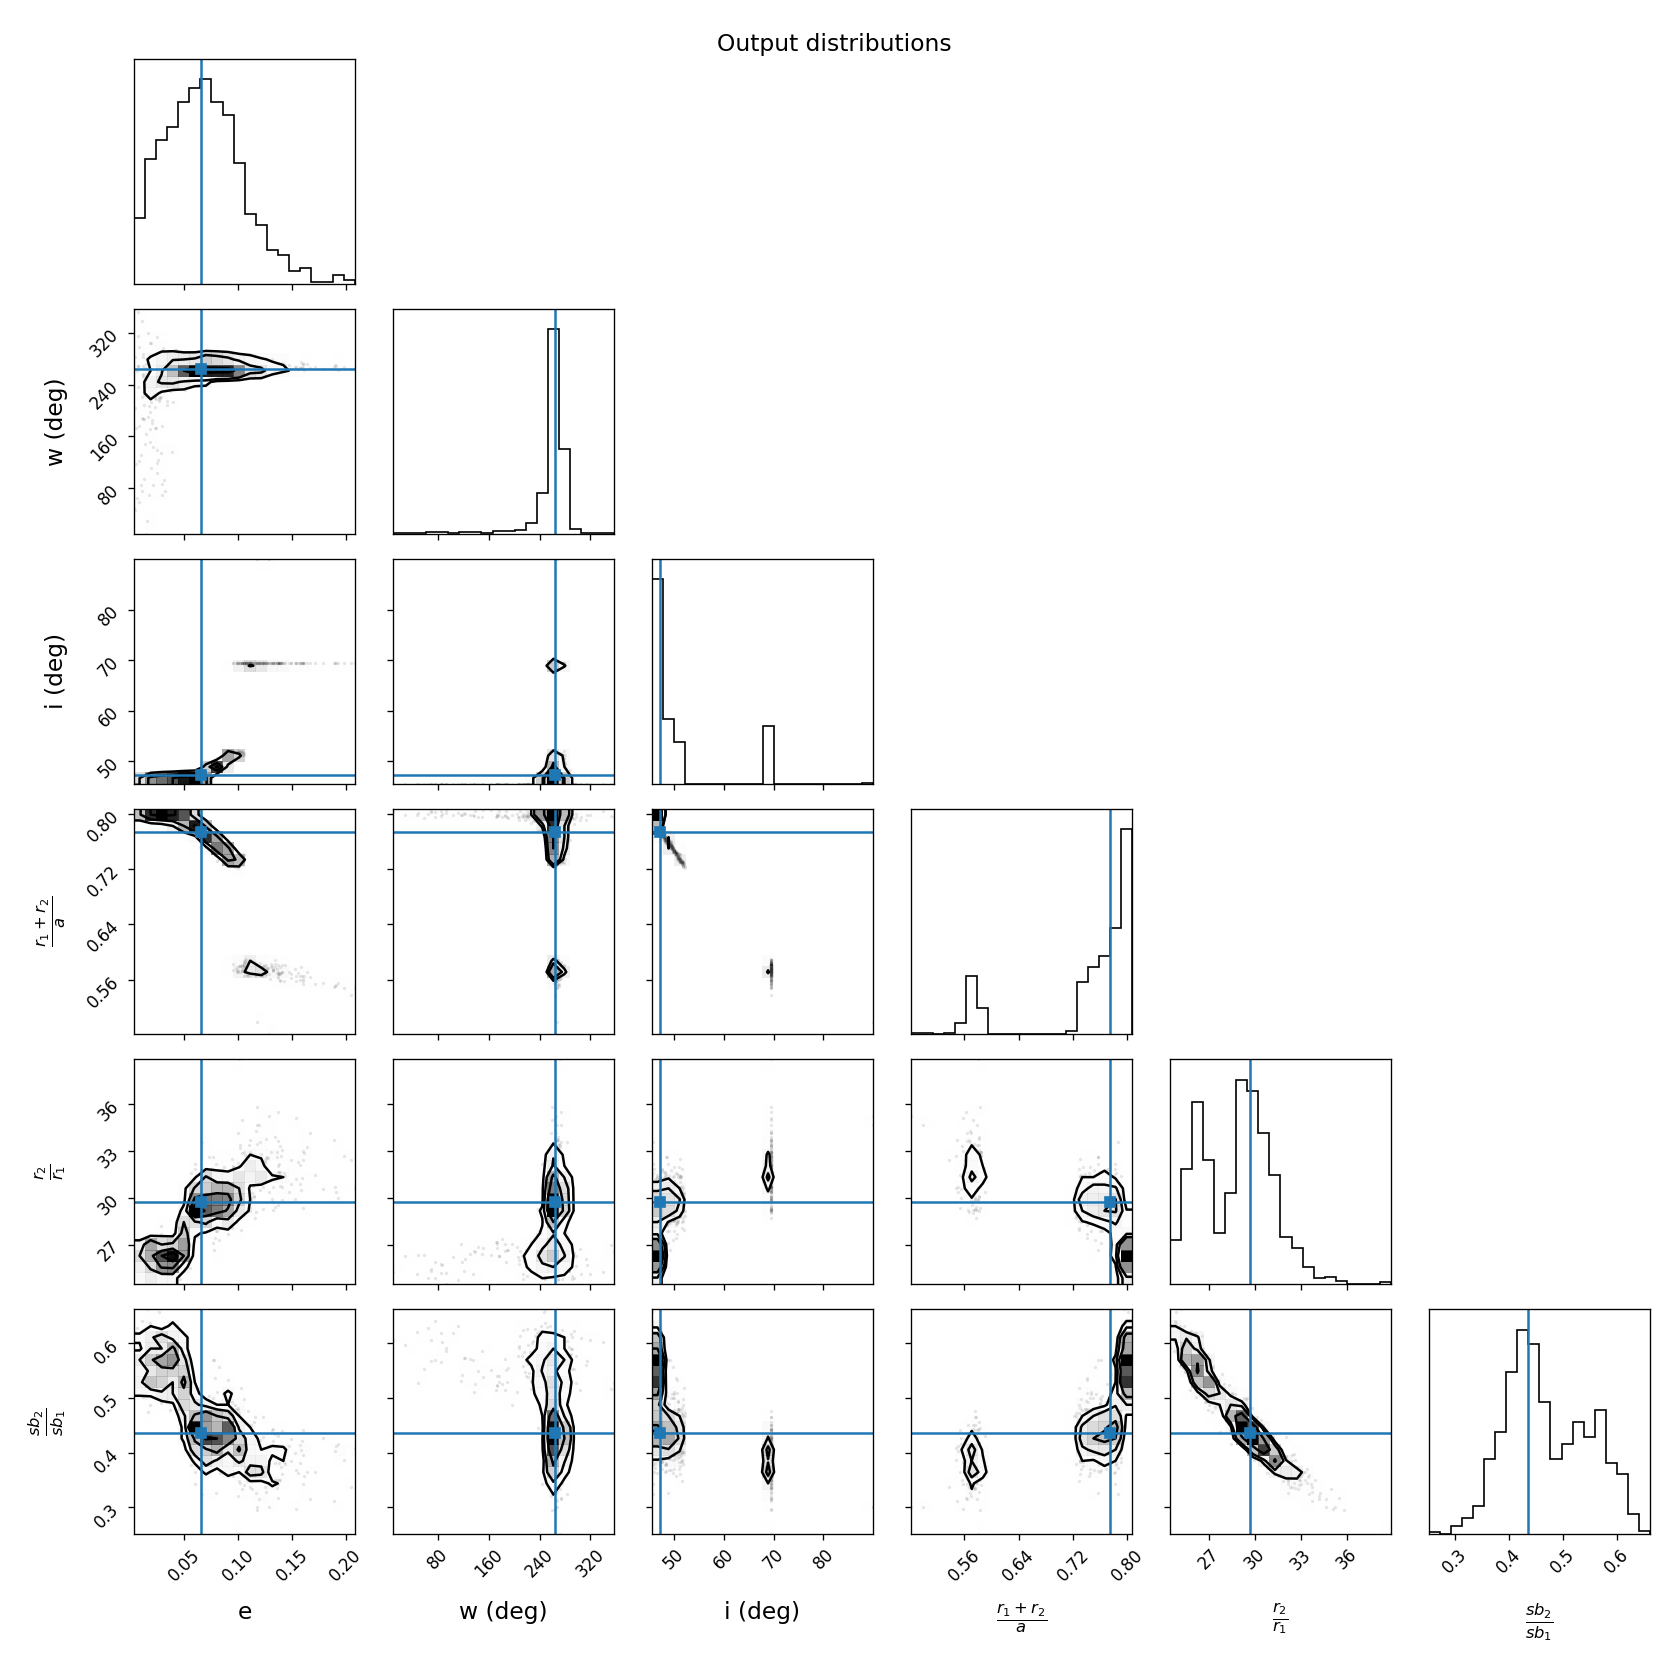 Output distributions
320
240
160
80
w (deg)
80
70
60
50
i (deg)
0.80
0.72
0.64
0.56
r₁ + r₂
a
36
33
30
27
r₂
r₁
0.6
0.5
0.4
0.3
sb₂
sb₁
0.05 0.10 0.15 0.20
80 160 240 320
50 60 70 80
0.56 0.64 0.72 0.80
27 30 33 36
0.3 0.4 0.5 0.6
e
w (deg)
i (deg)
r₁ + r₂
a
r₂
r₁
sb₂
sb₁